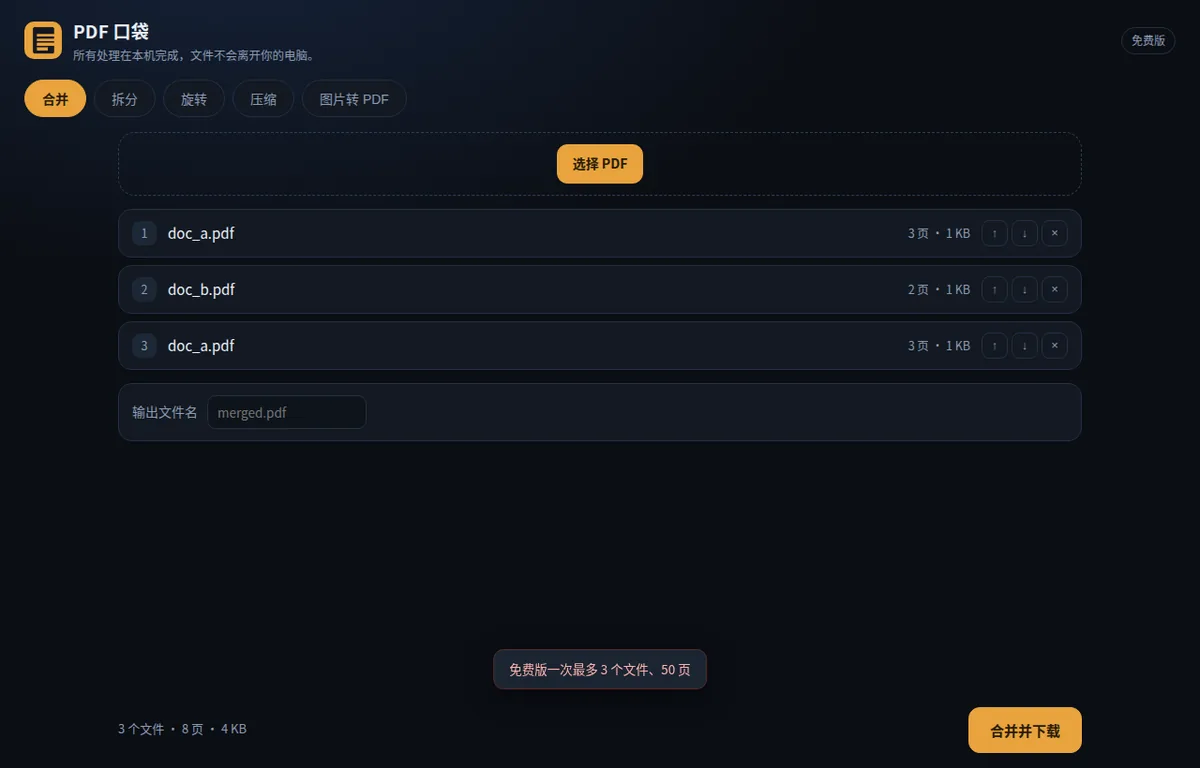 PDF 口袋
所有处理在本机完成，文件不会离开你的电脑。
免费版
合并 拆分 旋转 压缩 图片转 PDF
选择 PDF
1 doc_a.pdf 3 页 · 1 KB ↑ ↓ ×
2 doc_b.pdf 2 页 · 1 KB ↑ ↓ ×
3 doc_a.pdf 3 页 · 1 KB ↑ ↓ ×
输出文件名 merged.pdf
免费版一次最多 3 个文件、50 页
3 个文件 · 8 页 · 4 KB 合并并下载